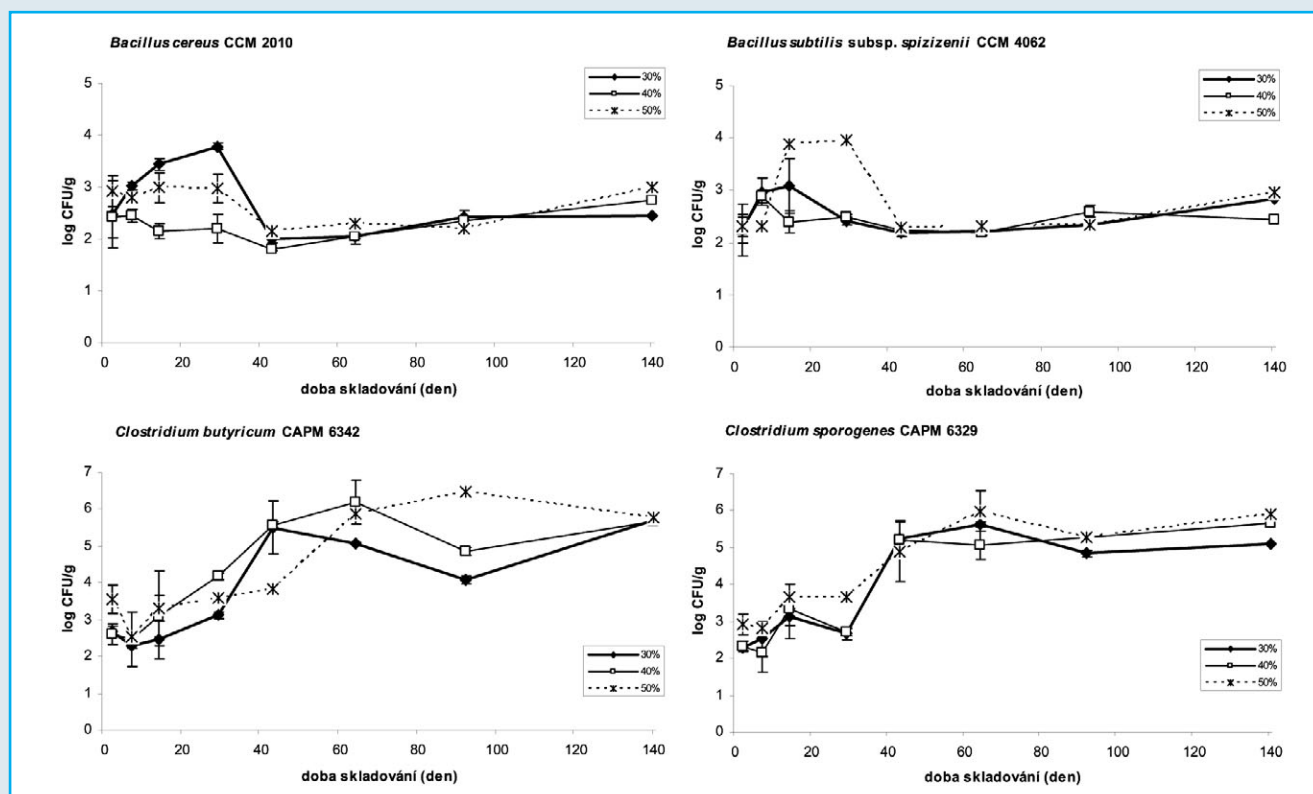 Bacillus cereus CCM 2010
30%
40%
50%
5
4
3
2
1
0
log CFU/g
0 20 40 60 80 100 120 140
doba skladování (den)
Bacillus subtilis subsp. spizizenii CCM 4062
30%
40%
50%
5
4
3
2
1
0
log CFU/g
0 20 40 60 80 100 120 140
doba skladování (den)
Clostridium butyricum CAPM 6342
7
6
5
4
3
2
1
0
log CFU/g
30%
40%
50%
0 20 40 60 80 100 120 140
doba skladování (den)
Clostridium sporogenes CAPM 6329
7
6
5
4
3
2
1
0
log CFU/g
30%
40%
50%
0 20 40 60 80 100 120 140
doba skladování (den)